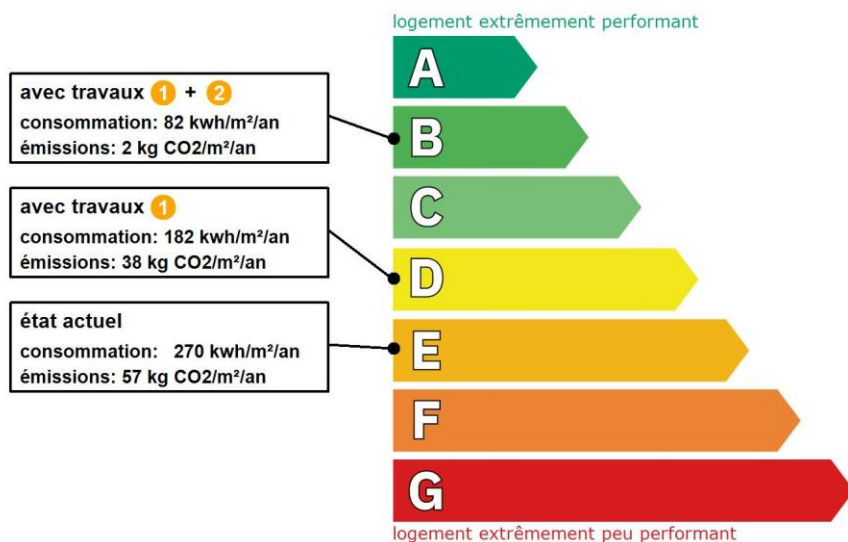 logement extrêmement performant
A
avec travaux 1 + 2
consommation: 82 kwh/m²/an
émissions: 2 kg CO2/m²/an
B
avec travaux 1
consommation: 182 kwh/m²/an
émissions: 38 kg CO2/m²/an
C
D
état actuel
consommation: 270 kwh/m²/an
émissions: 57 kg CO2/m²/an
E
F
G
logement extrêmement peu performant